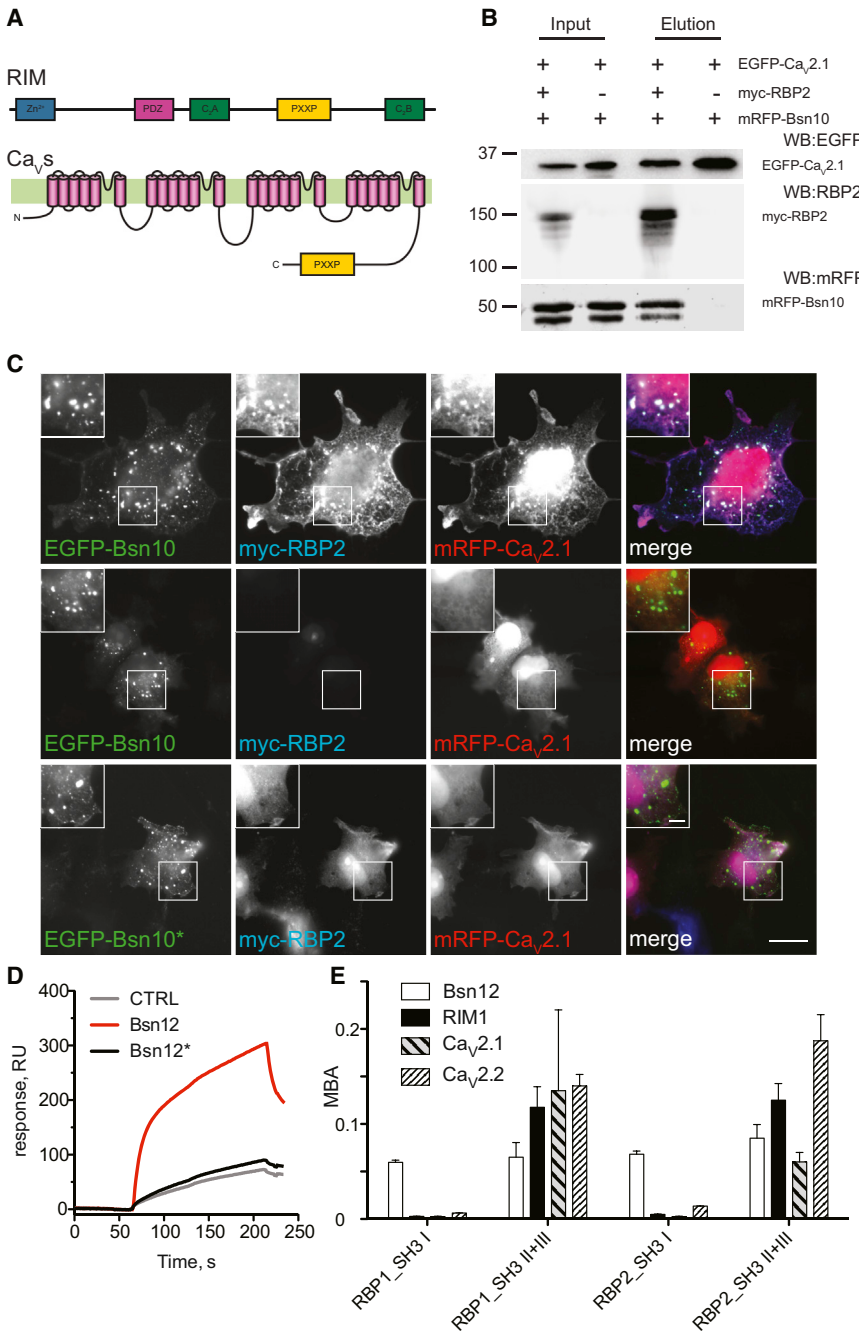 A
RIM
Zn²⁺
PDZ
C₂A
PXXP
C₂B
CaVs
N
C
PXXP
B
Input Elution
+ + + + EGFP-CaV2.1
+ - + - myc-RBP2
+ + + + mRFP-Bsn10
WB:EGFP
37
EGFP-CaV2.1
WB:RBP2
150
myc-RBP2
100
WB:mRFP
50
mRFP-Bsn10
C
EGFP-Bsn10 myc-RBP2 mRFP-CaV2.1 merge
EGFP-Bsn10 myc-RBP2 mRFP-CaV2.1 merge
EGFP-Bsn10* myc-RBP2 mRFP-CaV2.1 merge
D
response, RU
400
300
200
100
0
CTRL
Bsn12
Bsn12*
0 50 100 150 200 250
Time, s
E
MBA
0.2
0.1
0
Bsn12
RIM1
CaV2.1
CaV2.2
RBP1_SH3 I
RBP1_SH3 II+III
RBP2_SH3 I
RBP2_SH3 II+III